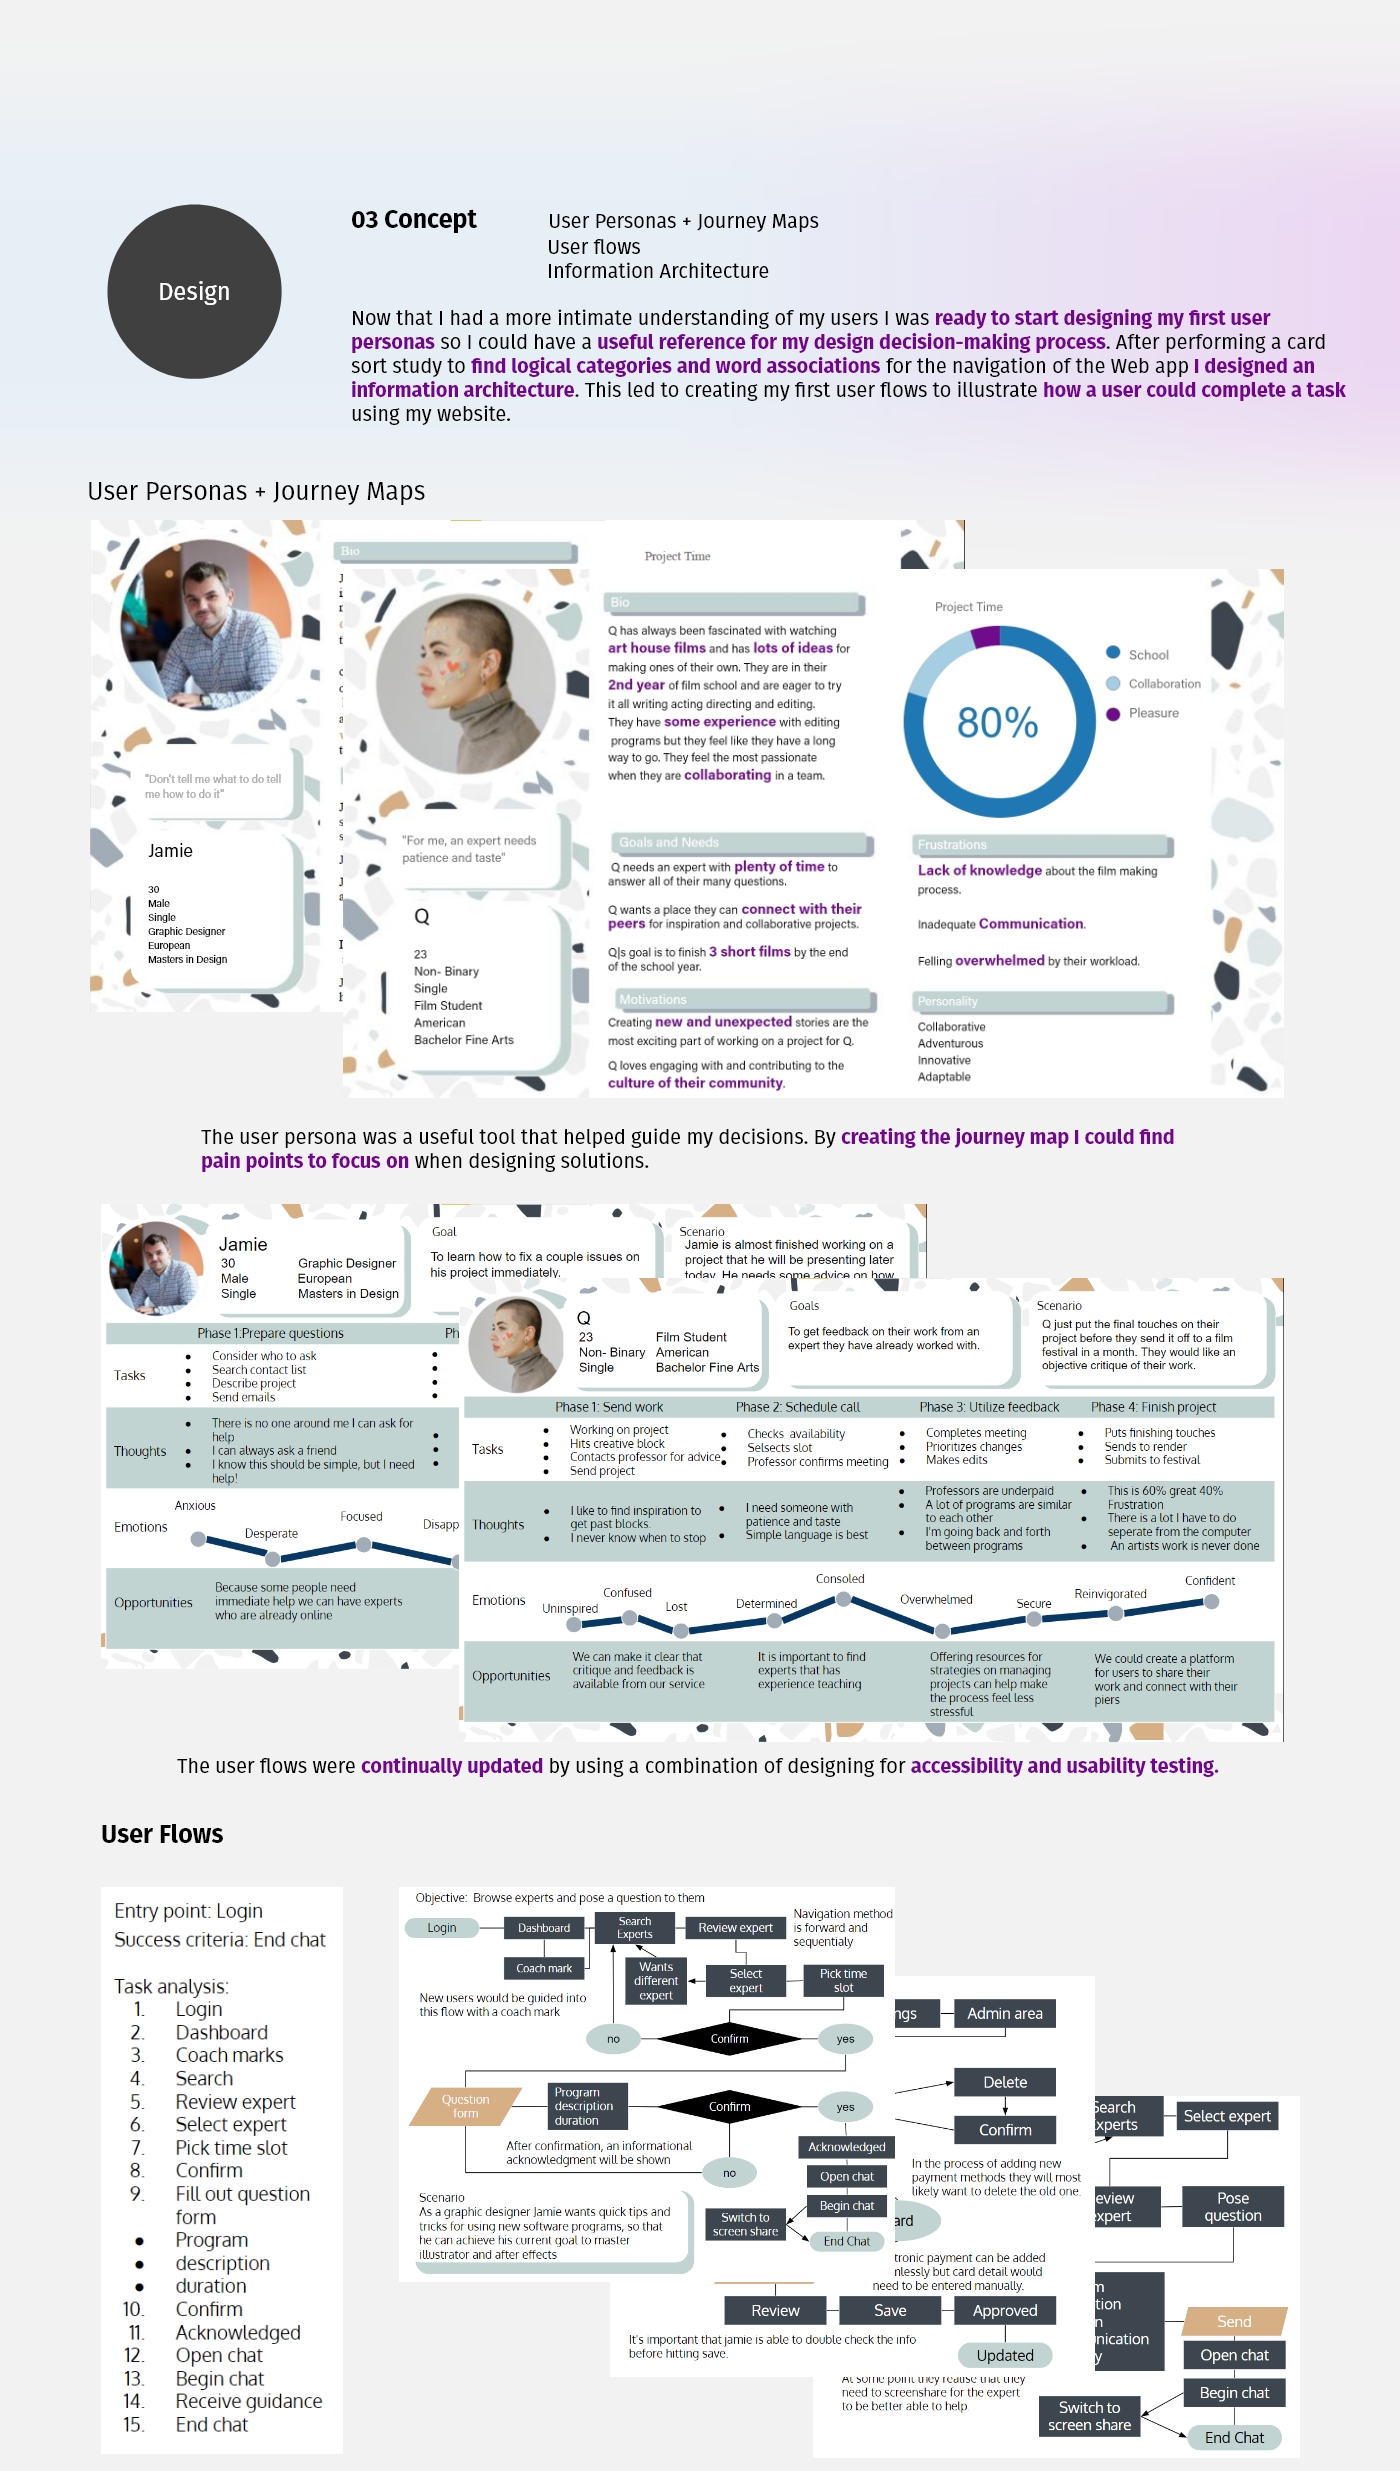 Design
03 Concept
User Personas + Journey Maps
User flows
Information Architecture
Now that I had a more intimate understanding of my users I was ready to start designing my first user
personas so I could have a useful reference for my design decision-making process. After performing a card
sort study to find logical categories and word associations for the navigation of the Web app I designed an
information architecture. This led to creating my first user flows to illustrate how a user could complete a task
using my website.
User Personas + Journey Maps
Bio
Project Time
"Don't tell me what to do tell
me how to do it"
Jamie
30
Male
Single
Graphic Designer
European
Masters in Design
"For me, an expert needs
patience and taste"
Q
23
Non- Binary
Single
Film Student
American
Bachelor Fine Arts
Bio
Q has always been fascinated with watching
art house films and has lots of ideas for
making ones of their own. They are in their
2nd year of film school and are eager to try
it all writing acting directing and editing.
They have some experience with editing
programs but they feel like they have a long
way to go. They feel the most passionate
when they are collaborating in a team.
Goals and Needs
Q needs an expert with plenty of time to
answer all of their many questions.
Q wants a place they can connect with their
peers for inspiration and collaborative projects.
Q|s goal is to finish 3 short films by the end
of the school year.
Motivations
Creating new and unexpected stories are the
most exciting part of working on a project for Q.
Q loves engaging with and contributing to the
culture of their community.
Project Time
80%
School
Collaboration
Pleasure
Frustrations
Lack of knowledge about the film making
process.
Inadequate Communication.
Felling overwhelmed by their workload.
Personality
Collaborative
Adventurous
Innovative
Adaptable
The user persona was a useful tool that helped guide my decisions. By creating the journey map I could find
pain points to focus on when designing solutions.
Jamie
30
Male
Single
Graphic Designer
European
Masters in Design
Goal
To learn how to fix a couple issues on
his project immediately.
Scenario
Jamie is almost finished working on a
project that he will be presenting later
today. He needs some advice on how
Phase 1:Prepare questions
Ph
Tasks
Consider who to ask
Search contact list
Describe project
Send emails
Thoughts
There is no one around me I can ask for
help
I can always ask a friend
I know this should be simple, but I need
help!
Emotions
Anxious
Desperate
Focused
Disapp
Opportunities
Because some people need
immediate help we can have experts
who are already online
Q
23
Non- Binary
Single
Film Student
American
Bachelor Fine Arts
Goals
To get feedback on their work from an
expert they have already worked with.
Scenario
Q just put the final touches on their
project before they send it off to a film
festival in a month. They would like an
objective critique of their work.
Phase 1: Send work
Phase 2: Schedule call
Phase 3: Utilize feedback
Phase 4: Finish project
Tasks
Working on project
Hits creative block
Contacts professor for advice
Send project
Checks availability
Selsects slot
Professor confirms meeting
Completes meeting
Prioritizes changes
Makes edits
Puts finishing touches
Sends to render
Submits to festival
Thoughts
I like to find inspiration to
get past blocks.
I never know when to stop
I need someone with
patience and taste
Simple language is best
Professors are underpaid
A lot of programs are similar
to each other
I'm going back and forth
between programs
This is 60% great 40%
Frustration
There is a lot I have to do
seperate from the computer
An artists work is never done
Emotions
Uninspired
Confused
Lost
Determined
Consoled
Overwhelmed
Secure
Reinvigorated
Confident
Opportunities
We can make it clear that
critique and feedback is
available from our service
It is important to find
experts that has
experience teaching
Offering resources for
strategies on managing
projects can help make
the process feel less
stressful
We could create a platform
for users to share their
work and connect with their
piers
The user flows were continually updated by using a combination of designing for accessibility and usability testing.
User Flows
Entry point: Login
Success criteria: End chat
Task analysis:
1. Login
2. Dashboard
3. Coach marks
4. Search
5. Review expert
6. Select expert
7. Pick time slot
8. Confirm
9. Fill out question
form
Program
description
duration
10. Confirm
11. Acknowledged
12. Open chat
13. Begin chat
14. Receive guidance
15. End chat
Objective: Browse experts and pose a question to them
Login
Dashboard
Search
Experts
Review expert
Navigation method
is forward and
sequentialy
Coach mark
Wants
different
expert
Select
expert
Pick time
slot
New users would be guided into
this flow with a coach mark
no
Confirm
yes
Question
form
Program
description
duration
Confirm
yes
After confirmation, an informational
acknowledgment will be shown
no
Acknowledged
Open chat
Begin chat
Switch to
screen share
End Chat
Scenario
As a graphic designer Jamie wants quick tips and
tricks for using new software programs, so that
he can achieve his current goal to master
illustrator and after effects
ngs
Admin area
Delete
Confirm
In the process of adding new
payment methods they will most
likely want to delete the old one.
ard
tronic payment can be added
nlessly but card detail would
need to be entered manually.
Review
Save
Approved
Updated
It's important that jamie is able to double check the info
before hitting save.
Search
xperts
Select expert
eview
xpert
Pose
question
m
tion
n
nication
y
Send
Open chat
Begin chat
Switch to
screen share
End Chat
At some point they realise that they
need to screenshare for the expert
to be better able to help.